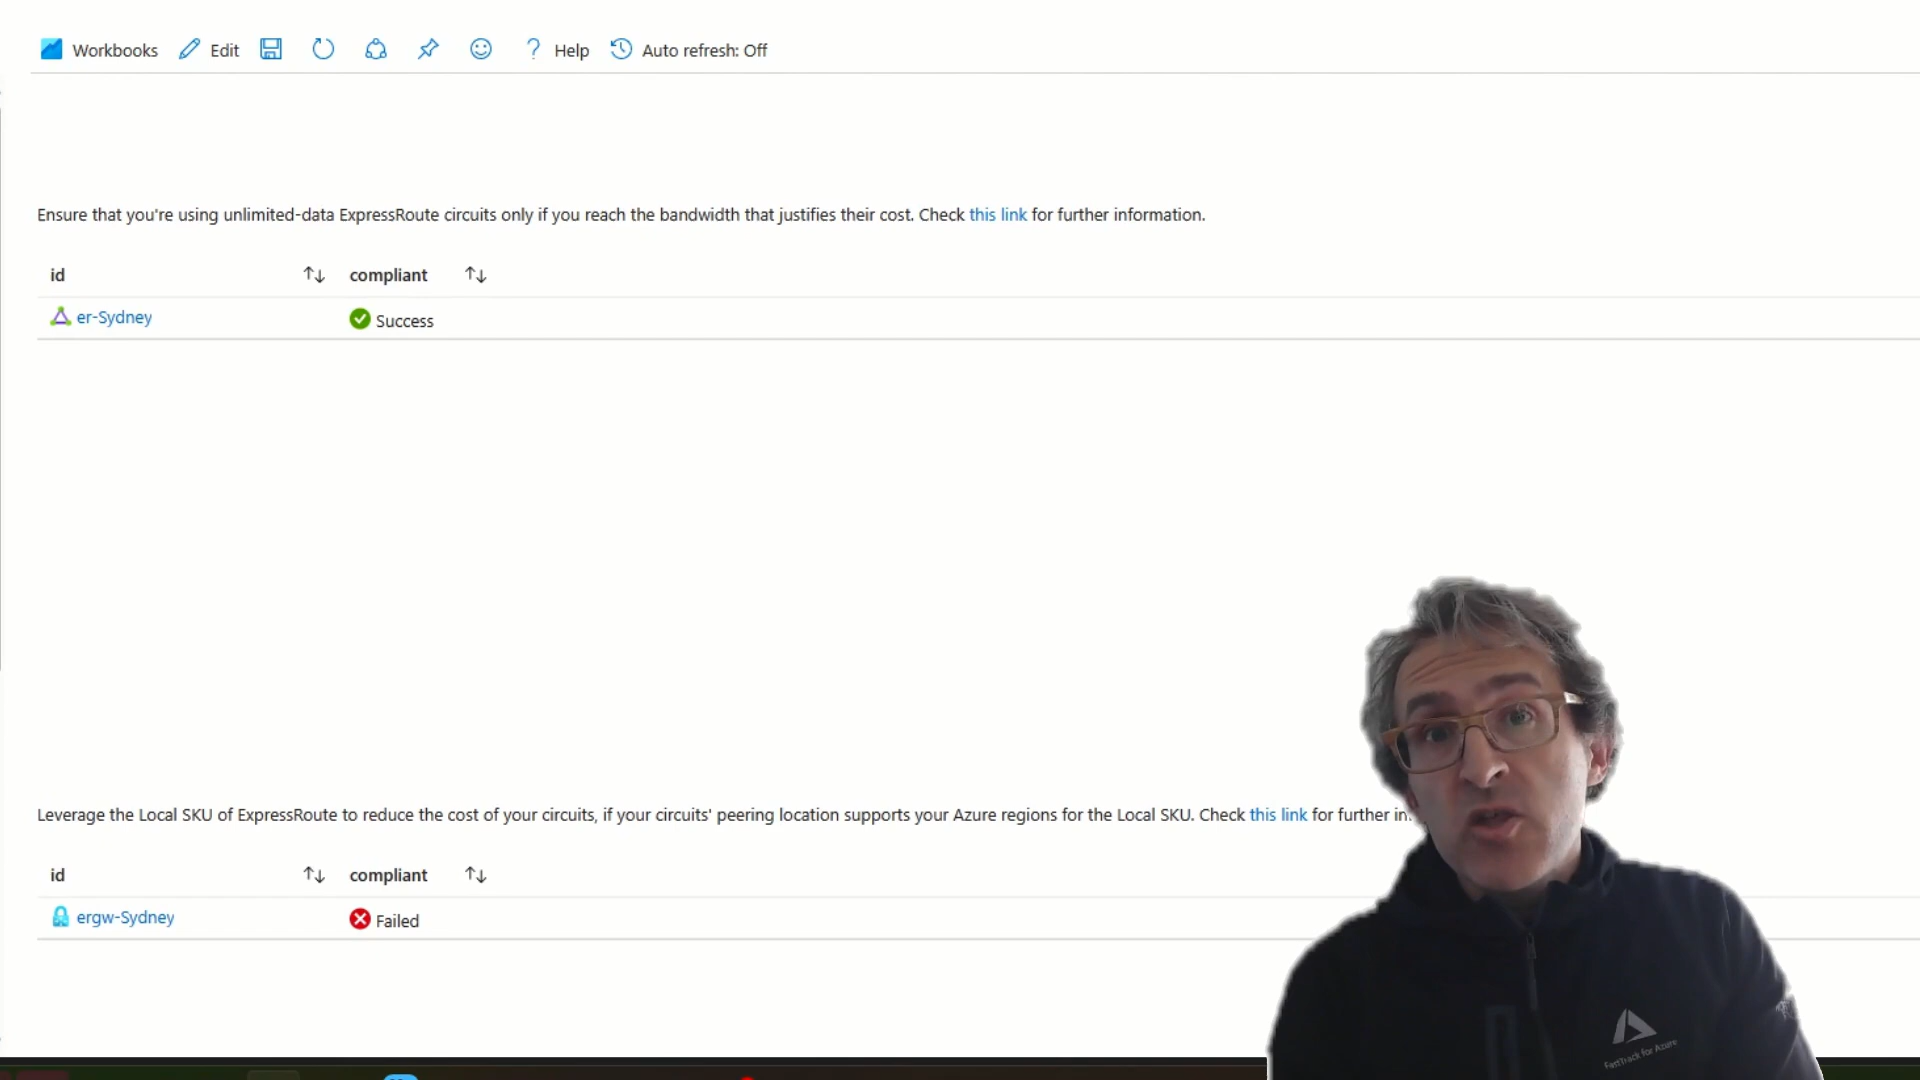 Workbooks Edit Help Auto refresh: Off
Ensure that you're using unlimited-data ExpressRoute circuits only if you reach the bandwidth that justifies their cost. Check this link for further information.
id compliant
er-Sydney Success
Leverage the Local SKU of ExpressRoute to reduce the cost of your circuits, if your circuits' peering location supports your Azure regions for the Local SKU. Check this link for further in
id compliant
ergw-Sydney Failed
FastTrack for Azure